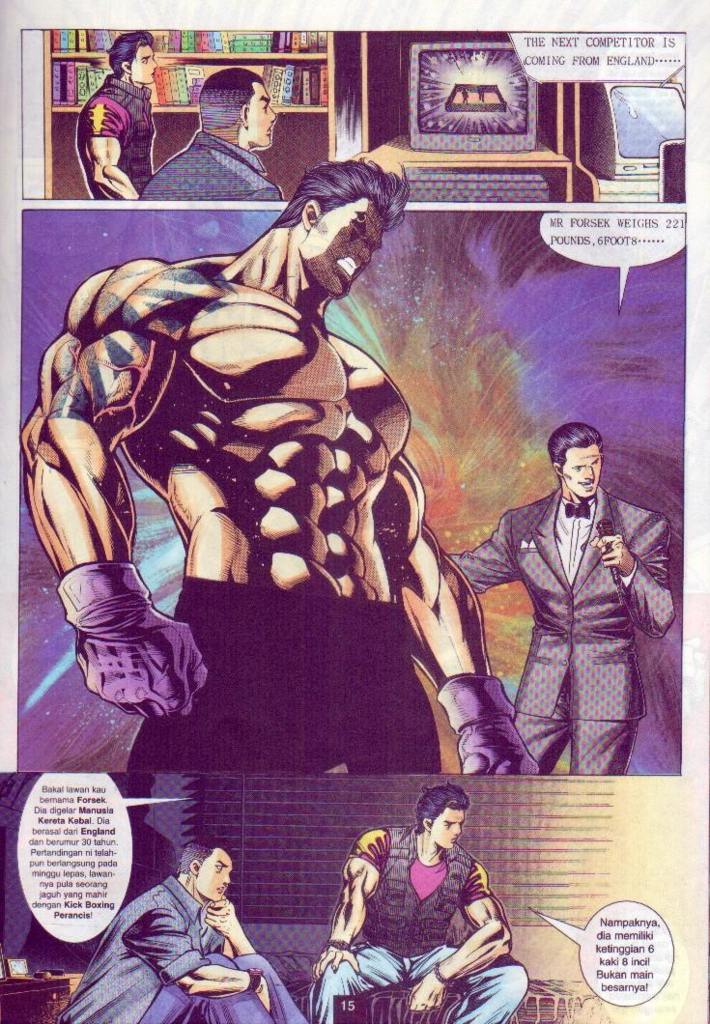 THE NEXT COMPETITOR IS
COMING FROM ENGLAND······
MR FORSEK WEIGHS 221
POUNDS,6FOOT8······
Bakal lawan kau
bernama Forsek.
Dia digelar Manusia
Kereta Kebal. Dia
berasal dari England
dan berumur 30 tahun.
Pertandingan ni telah-
pun berlangsung pada
minggu lepas, lawan-
nya pula seorang
jaguh yang mahir
dengan Kick Boxing
Perancis!
Nampaknya,
dia memiliki
ketinggian 6
kaki 8 inci!
Bukan main
besarnya!
15